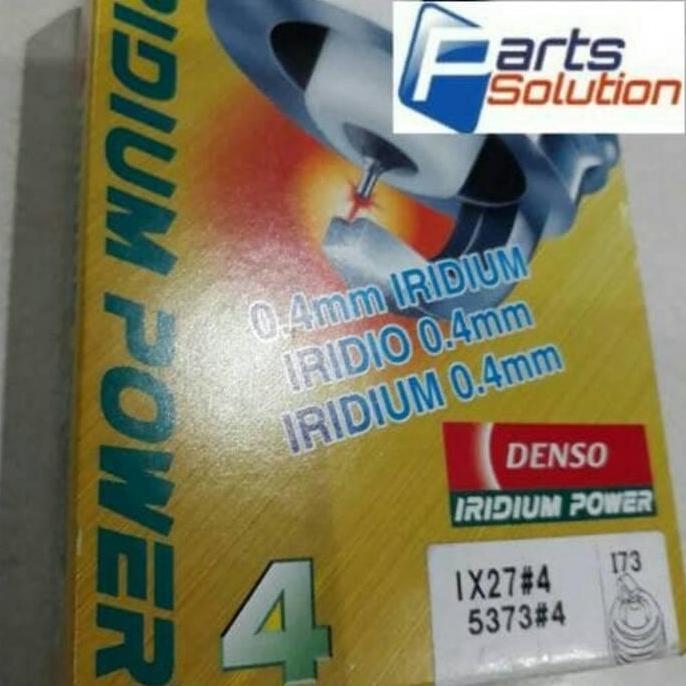 Parts
Solution
IRIDIUM POWER
0.4mm IRIDIUM
IRIDIO 0.4mm
IRIDIUM 0.4mm
DENSO
IRIDIUM POWER
IX27#4
5373#4
I73
4